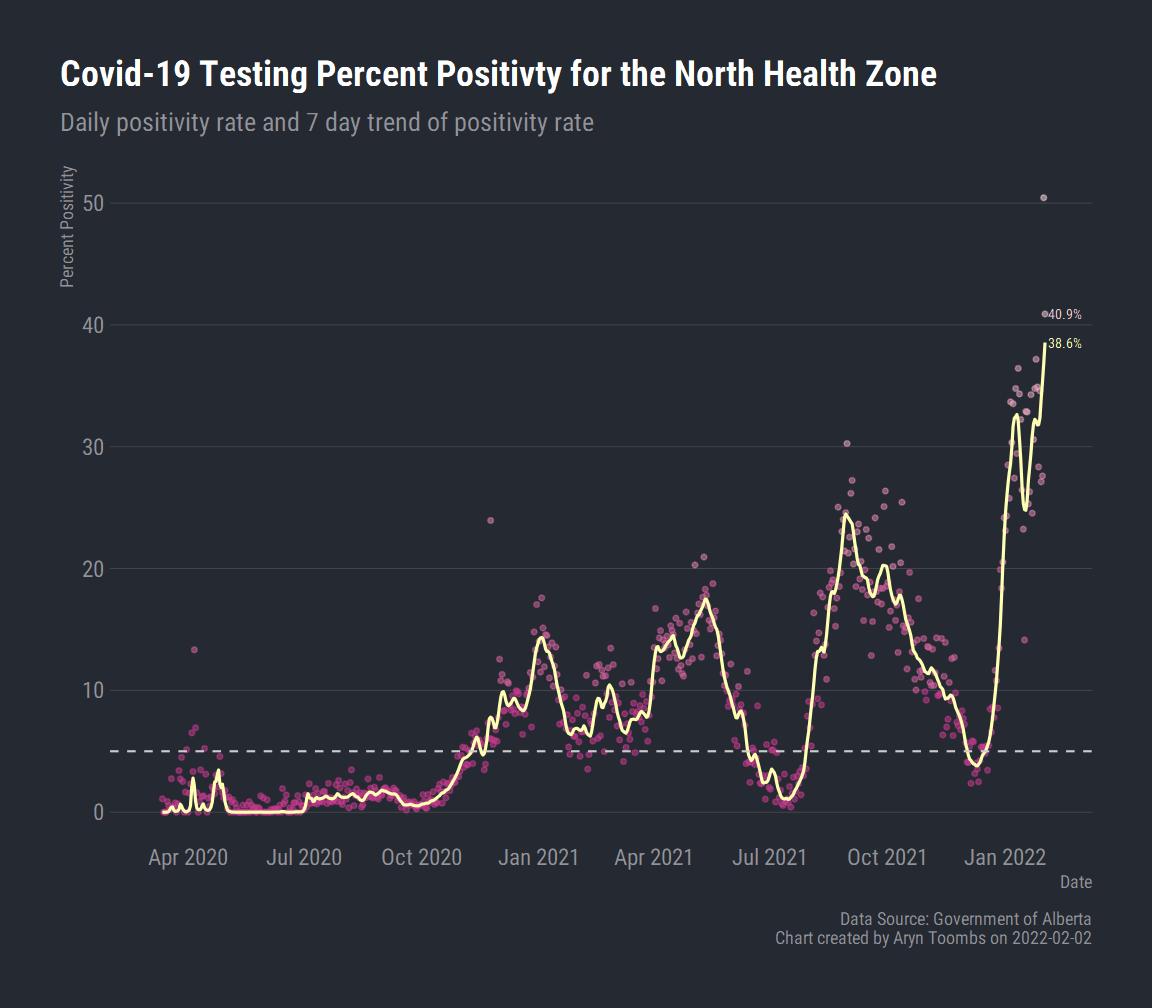 Covid-19 Testing Percent Positivty for the North Health Zone
Daily positivity rate and 7 day trend of positivity rate
Percent Positivity
50
40
30
20
10
0
40.9%
38.6%
Apr 2020 Jul 2020 Oct 2020 Jan 2021 Apr 2021 Jul 2021 Oct 2021 Jan 2022
Date
Data Source: Government of Alberta
Chart created by Aryn Toombs on 2022-02-02